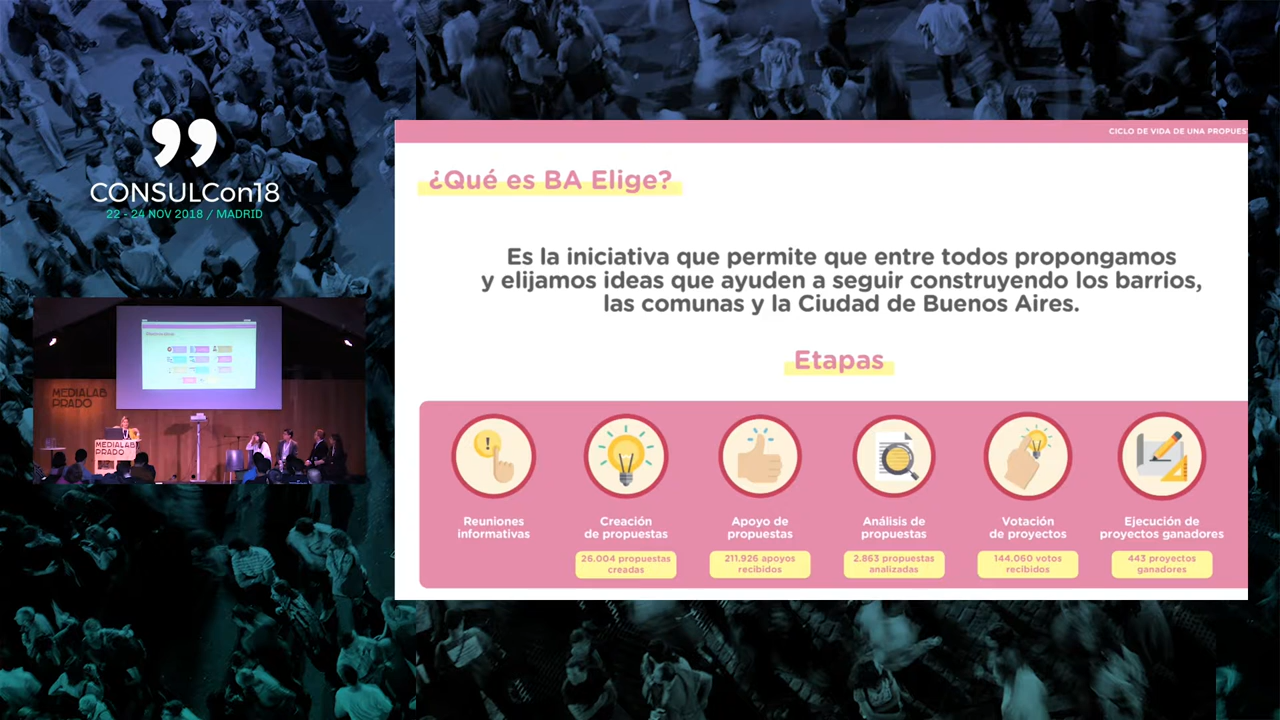 CONSULCon18
22 - 24 NOV 2018 / MADRID
MEDIALAB
PRADO
MEDIALAB
PRADO
CICLO DE VIDA DE UNA PROPUES
¿Qué es BA Elige?
Es la iniciativa que permite que entre todos propongamos
y elijamos ideas que ayuden a seguir construyendo los barrios,
las comunas y la Ciudad de Buenos Aires.
Etapas
Reuniones
informativas
Creación
de propuestas
26.004 propuestas
creadas
Apoyo de
propuestas
211.926 apoyos
recibidos
Análisis de
propuestas
2.863 propuestas
analizadas
Votación
de proyectos
144.060 votos
recibidos
Ejecución de
proyectos ganadores
443 proyectos
ganadores